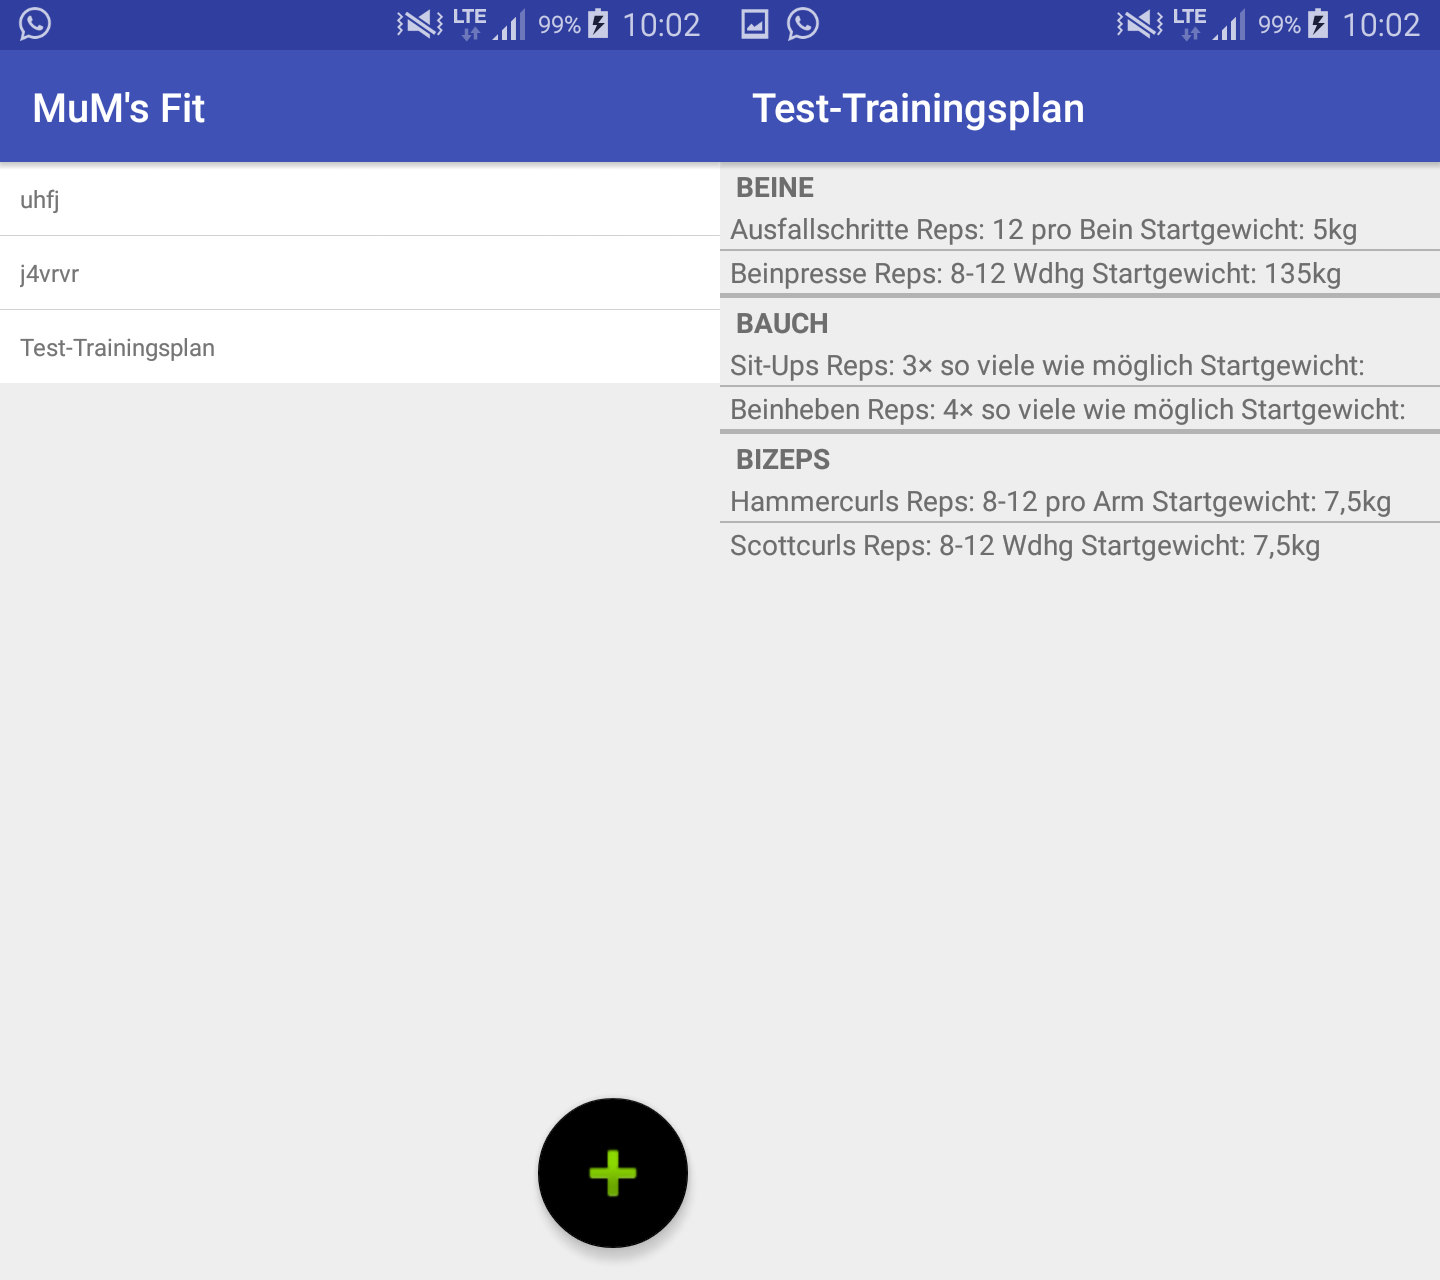 LTE 99% 10:02
MuM's Fit
uhfj
j4vrvr
Test-Trainingsplan
LTE 99% 10:02
Test-Trainingsplan
BEINE
Ausfallschritte Reps: 12 pro Bein Startgewicht: 5kg
Beinpresse Reps: 8-12 Wdhg Startgewicht: 135kg
BAUCH
Sit-Ups Reps: 3× so viele wie möglich Startgewicht:
Beinheben Reps: 4× so viele wie möglich Startgewicht:
BIZEPS
Hammercurls Reps: 8-12 pro Arm Startgewicht: 7,5kg
Scottcurls Reps: 8-12 Wdhg Startgewicht: 7,5kg